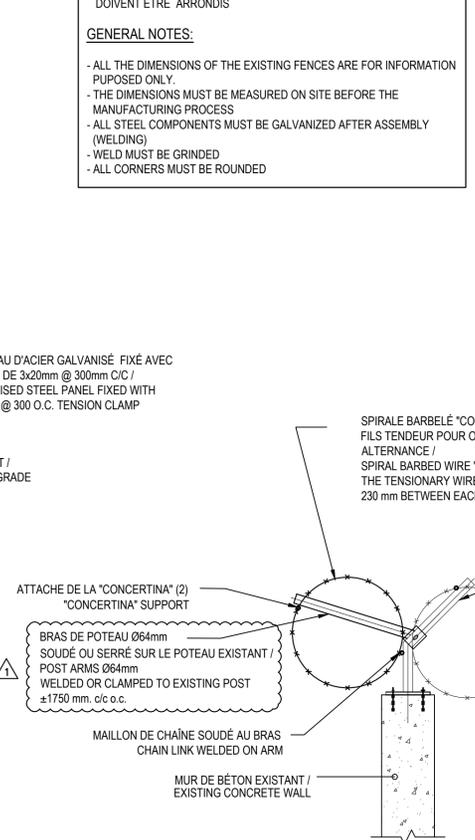 DOIVENT ÊTRE ARRONDIS
GENERAL NOTES:
- ALL THE DIMENSIONS OF THE EXISTING FENCES ARE FOR INFORMATION
PUPOSED ONLY.
- THE DIMENSIONS MUST BE MEASURED ON SITE BEFORE THE
MANUFACTURING PROCESS
- ALL STEEL COMPONENTS MUST BE GALVANIZED AFTER ASSEMBLY
(WELDING)
- WELD MUST BE GRINDED
- ALL CORNERS MUST BE ROUNDED
AU D'ACIER GALVANISÉ FIXÉ AVEC
DE 3x20mm @ 300mm C/C /
ISED STEEL PANEL FIXED WITH
@ 300 O.C. TENSION CLAMP
T /
GRADE
SPIRALE BARBELÉ "CO
FILS TENDEUR POUR O
ALTERNANCE /
SPIRAL BARBED WIRE "
THE TENSIONARY WIRE
230 mm BETWEEN EAC
ATTACHE DE LA "CONCERTINA" (2)
"CONCERTINA" SUPPORT
BRAS DE POTEAU Ø64mm
SOUDÉ OU SERRÉ SUR LE POTEAU EXISTANT /
POST ARMS Ø64mm
WELDED OR CLAMPED TO EXISTING POST
±1750 mm. c/c o.c.
1
MAILLON DE CHAÎNE SOUDÉ AU BRAS
CHAIN LINK WELDED ON ARM
MUR DE BÉTON EXISTANT /
EXISTING CONCRETE WALL